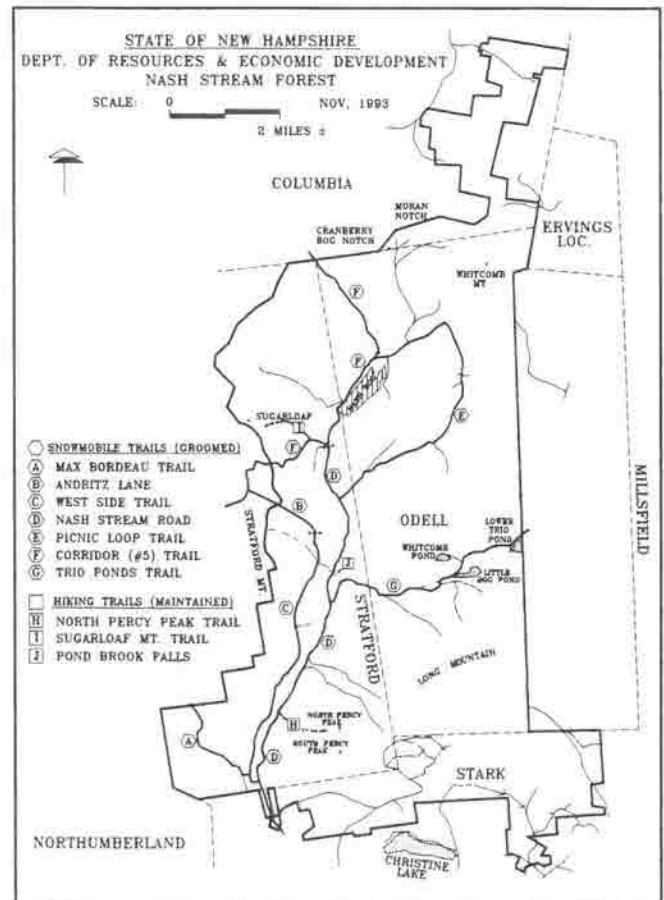 STATE OF NEW HAMPSHIRE
DEPT. OF RESOURCES & ECONOMIC DEVELOPMENT
NASH STREAM FOREST
SCALE: 0 NOV, 1993
2 MILES ±
COLUMBIA
MORAN
NOTCH
CRANBERRY
BOG NOTCH
ERVINGS
LOC.
WHITCOMB
MT.
F
F
SUGARLOAF
I
F
E
D
SNOWMOBILE TRAILS (GROOMED)
A MAX BORDEAU TRAIL
B ANDRITZ LANE
C WEST SIDE TRAIL
D NASH STREAM ROAD
E PICNIC LOOP TRAIL
F CORRIDOR (#5) TRAIL
G TRIO PONDS TRAIL
HIKING TRAILS (MAINTAINED)
H NORTH PERCY PEAK TRAIL
I SUGARLOAF MT. TRAIL
J POND BROOK FALLS
B
STRATFORD MT.
ODELL
MILLSFIELD
LOWER
TRIO
POND
WHITCOMB
POND
LITTLE
BOG POND
J
G
C
STRATFORD
D
LONG MOUNTAIN
H
NORTH PERCY
PEAK
SOUTH PERCY
PEAK
A
D
STARK
NORTHUMBERLAND
CHRISTINE
LAKE